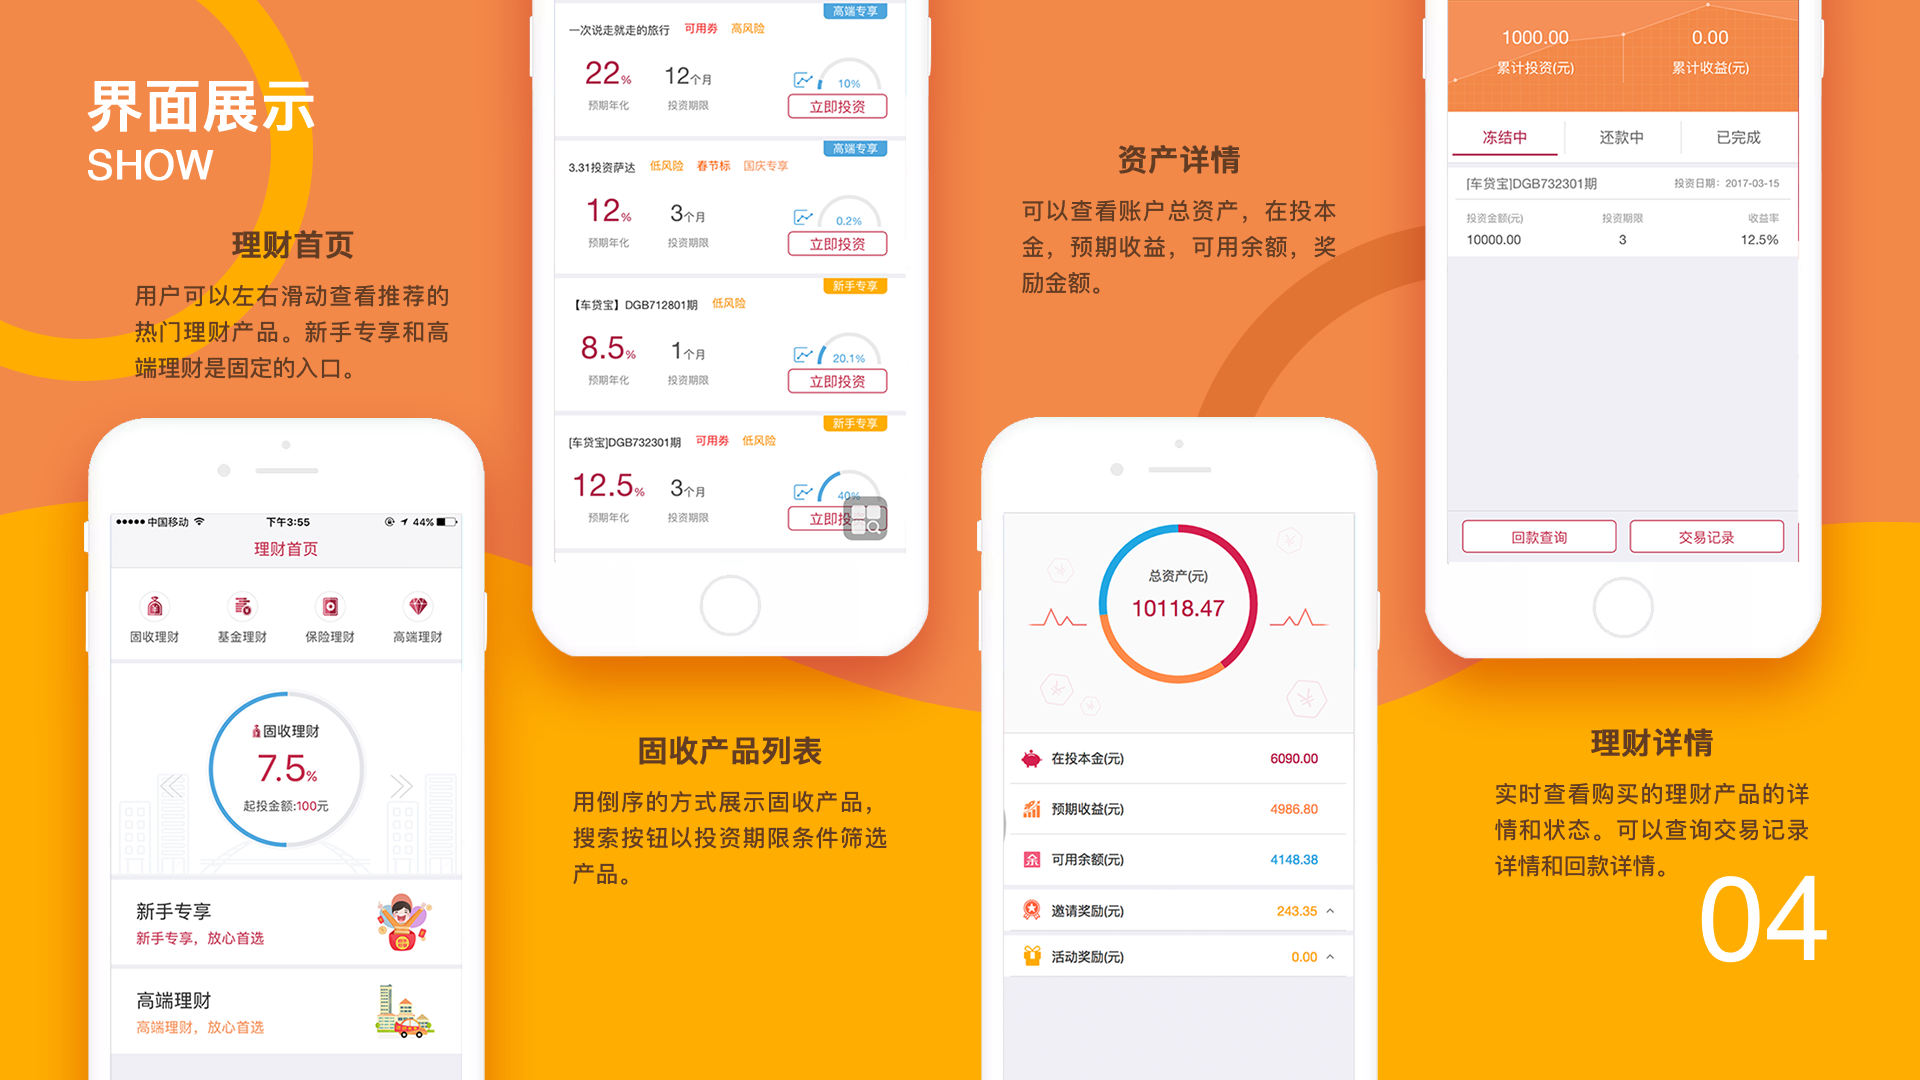 界面展示
SHOW
理财首页
用户可以左右滑动查看推荐的
热门理财产品。新手专享和高
端理财是固定的入口。
中国移动
下午3:55
44%
理财首页
固收理财
基金理财
保险理财
高端理财
固收理财
7.5%
起投金额:100元
新手专享
新手专享，放心首选
高端理财
高端理财，放心首选
高端专享
一次说走就走的旅行 可用券 高风险
22% 12个月 10%
预期年化 投资期限 立即投资
高端专享
3.31投资萨达 低风险 春节标 国庆专享
12% 3个月 0.2%
预期年化 投资期限 立即投资
新手专享
【车贷宝】DGB712801期 低风险
8.5% 1个月 20.1%
预期年化 投资期限 立即投资
新手专享
[车贷宝]DGB732301期 可用券 低风险
12.5% 3个月 40%
预期年化 投资期限 立即投
固收产品列表
用倒序的方式展示固收产品，
搜索按钮以投资期限条件筛选
产品。
资产详情
可以查看账户总资产，在投本
金，预期收益，可用余额，奖
励金额。
总资产(元)
10118.47
在投本金(元) 6090.00
预期收益(元) 4986.80
余 可用余额(元) 4148.38
邀请奖励(元) 243.35
活动奖励(元) 0.00
1000.00 0.00
累计投资(元) 累计收益(元)
冻结中 还款中 已完成
[车贷宝]DGB732301期 投资日期：2017-03-15
投资金额(元) 投资期限 收益率
10000.00 3 12.5%
回款查询 交易记录
理财详情
实时查看购买的理财产品的详
情和状态。可以查询交易记录
详情和回款详情。
04